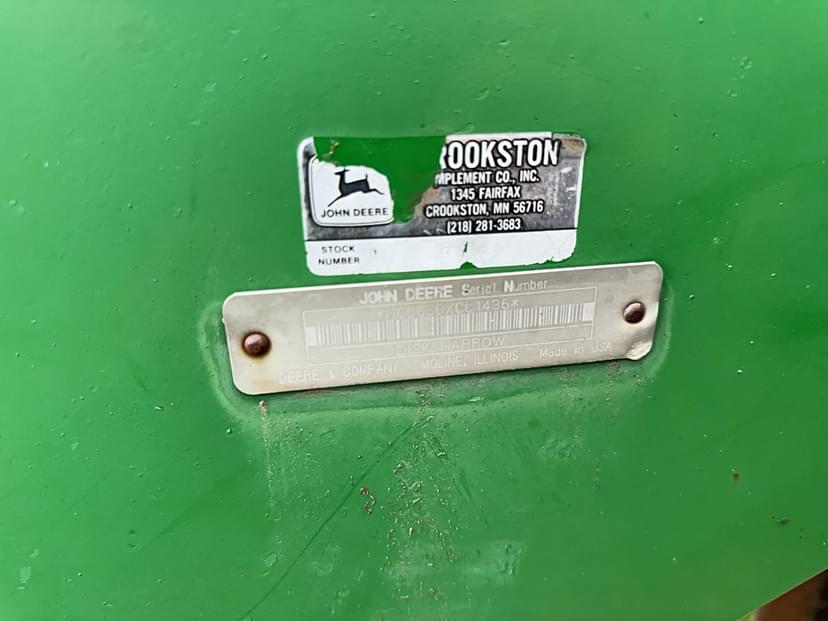 ROOKSTON
MPLEMENT CO., INC.
1345 FAIRFAX
CROOKSTON, MN 56716
(218) 281-3683
JOHN DEERE
STOCK
NUMBER
JOHN DEERE Serial Number
DISK HARROW
DEERE & COMPANY MOLINE, ILLINOIS Made in USA